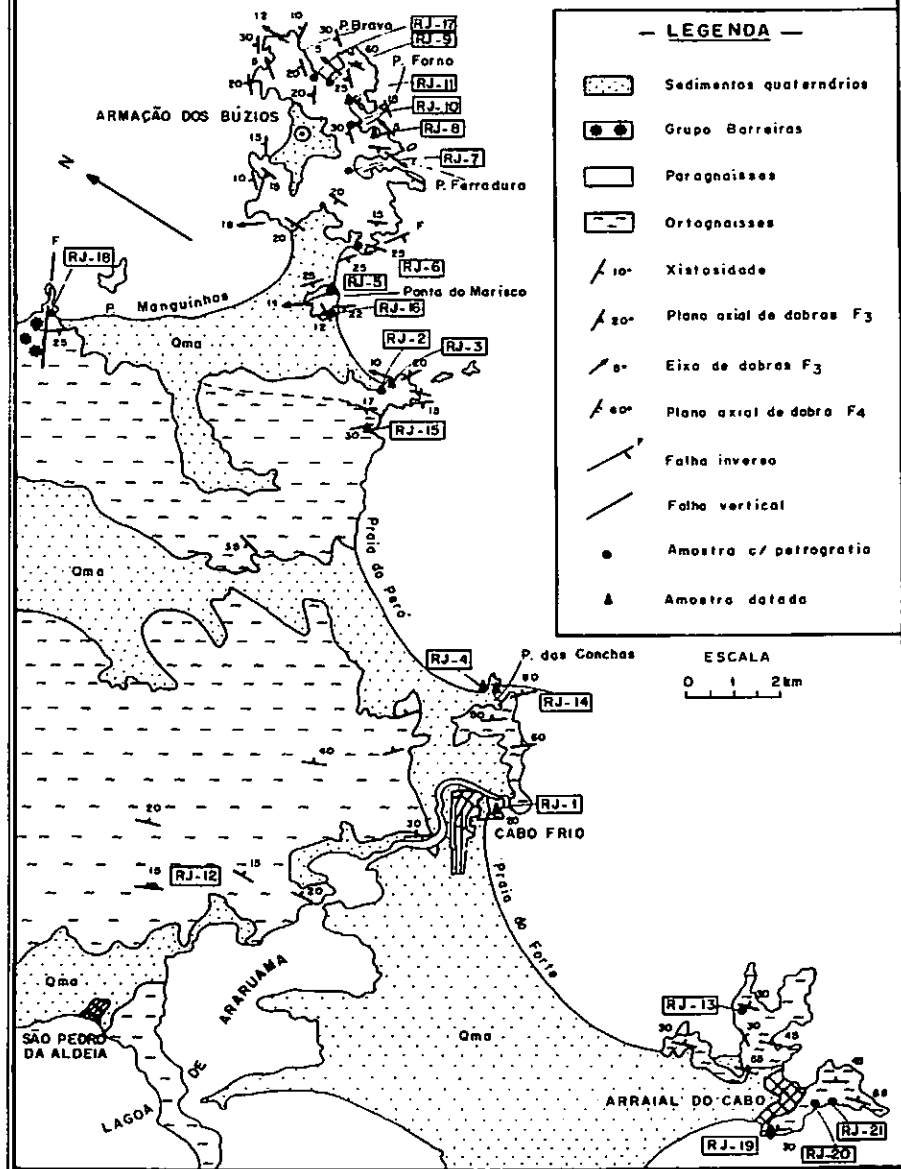 — LEGENDA —
Sedimentos quaternários
Grupo Barreiras
Paragnaisses
Ortognaisses
10° Xistosidade
20° Plano axial de dobras F3
8° Eixo de dobras F3
60° Plano axial de dobra F4
F Falha inversa
Falha vertical
Amostra c/ petrografia
Amostra datada
ESCALA
0 1 2km
N
P. Brava
RJ-17
RJ-9
P. Forno
RJ-11
RJ-10
RJ-8
RJ-7
P. Ferradura
ARMAÇÃO DOS BÚZIOS
F
RJ-6
RJ-5
Ponta do Marisco
RJ-16
F
RJ-18
P. Manguinhos
Qma
RJ-2
RJ-3
RJ-15
Praia do Peró
Qma
RJ-4
P. das Conchas
RJ-14
RJ-1
CABO FRIO
RJ-12
Praia do Forte
Qma
SÃO PEDRO
DA ALDEIA
LAGOA DE ARARUAMA
Qma
RJ-13
ARRAIAL DO CABO
RJ-19
RJ-20
RJ-21